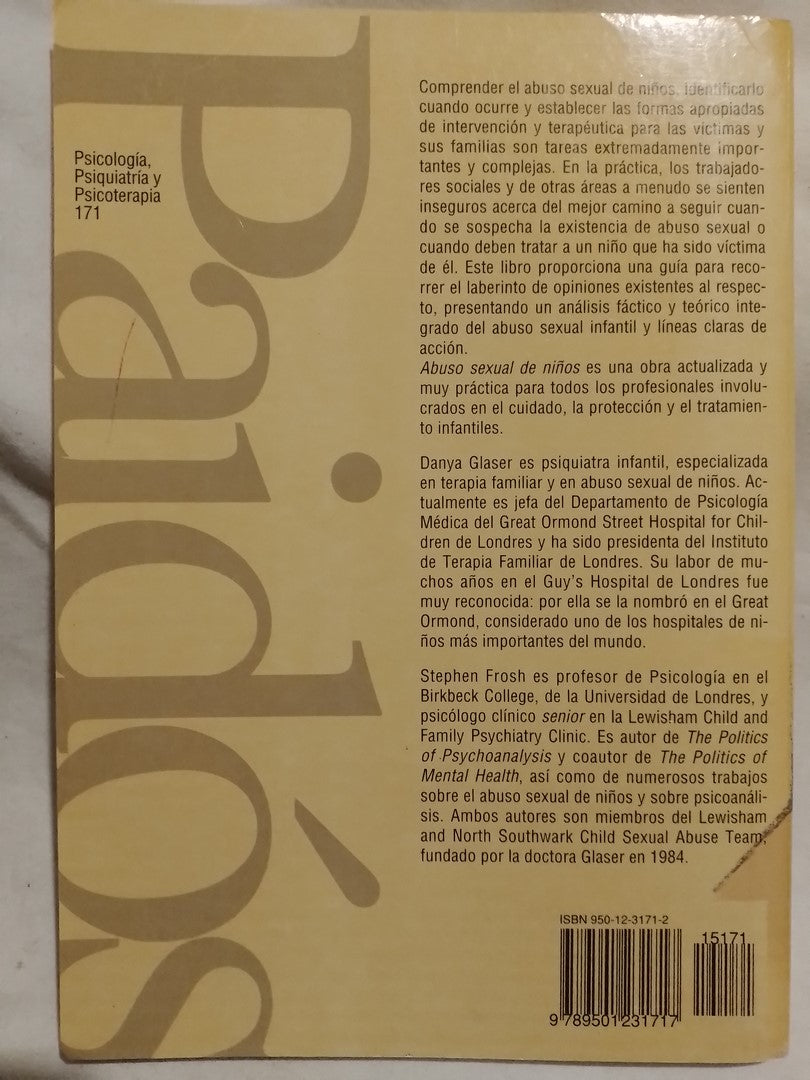 Paidós
Psicología,
Psiquiatría y
Psicoterapia
171
Comprender el abuso sexual de niños, identificarlo
cuando ocurre y establecer las formas apropiadas
de intervención y terapéutica para las víctimas y
sus familias son tareas extremadamente impor-
tantes y complejas. En la práctica, los trabajado-
res sociales y de otras áreas a menudo se sienten
inseguros acerca del mejor camino a seguir cuan-
do se sospecha la existencia de abuso sexual o
cuando deben tratar a un niño que ha sido víctima
de él. Este libro proporciona una guía para reco-
rrer el laberinto de opiniones existentes al respec-
to, presentando un análisis fáctico y teórico inte-
grado del abuso sexual infantil y líneas claras de
acción.
Abuso sexual de niños es una obra actualizada y
muy práctica para todos los profesionales involu-
crados en el cuidado, la protección y el tratamien-
to infantiles.
Danya Glaser es psiquiatra infantil, especializada
en terapia familiar y en abuso sexual de niños. Ac-
tualmente es jefa del Departamento de Psicología
Médica del Great Ormond Street Hospital for Chil-
dren de Londres y ha sido presidenta del Instituto
de Terapia Familiar de Londres. Su labor de mu-
chos años en el Guy's Hospital de Londres fue
muy reconocida: por ella se la nombró en el Great
Ormond, considerado uno de los hospitales de ni-
ños más importantes del mundo.
Stephen Frosh es profesor de Psicología en el
Birkbeck College, de la Universidad de Londres, y
psicólogo clínico senior en la Lewisham Child and
Family Psychiatry Clinic. Es autor de The Politics
of Psychoanalysis y coautor de The Politics of
Mental Health, así como de numerosos trabajos
sobre el abuso sexual de niños y sobre psicoanáli-
sis. Ambos autores son miembros del Lewisham
and North Southwark Child Sexual Abuse Team,
fundado por la doctora Glaser en 1984.
ISBN 950-12-3171-2
15171
9 789501 231717